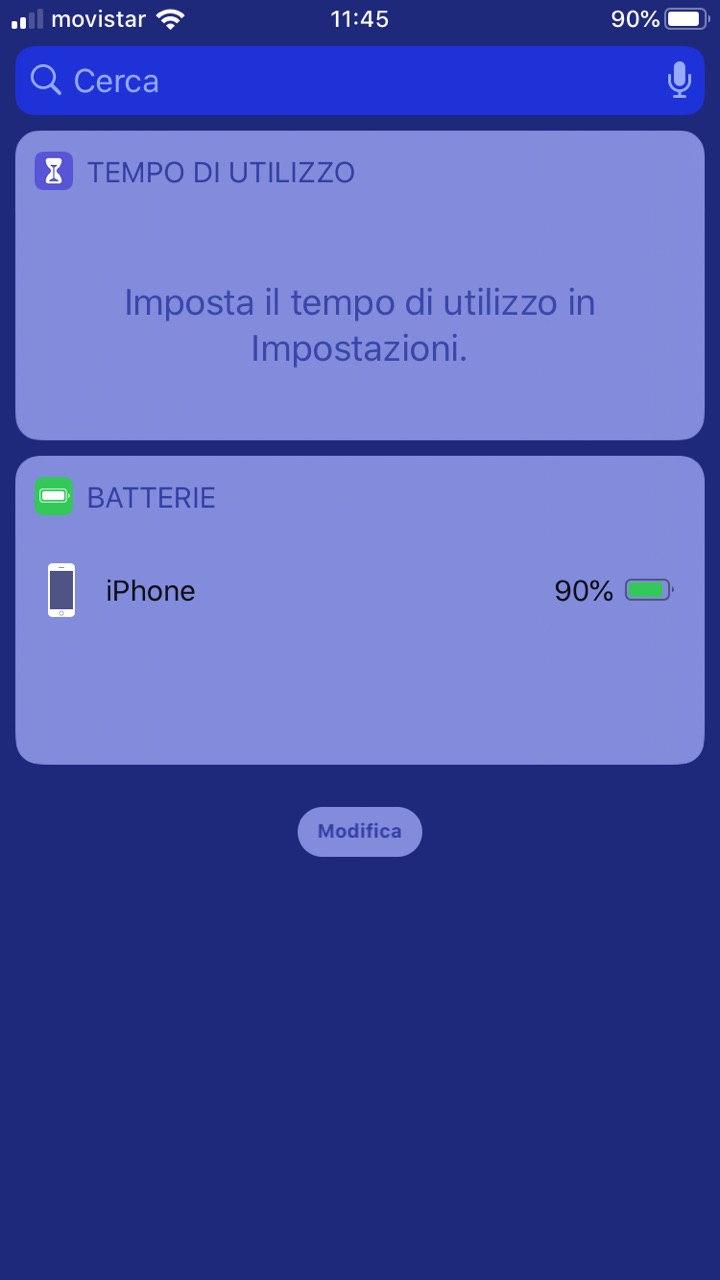 movistar 11:45 90%
Cerca
TEMPO DI UTILIZZO
Imposta il tempo di utilizzo in
Impostazioni.
BATTERIE
iPhone 90%
Modifica